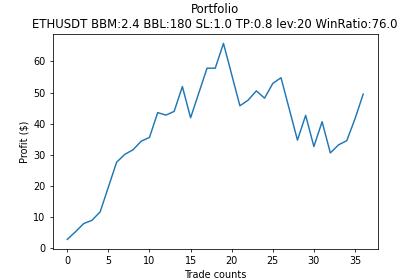 Portfolio
ETHUSDT BBM:2.4 BBL:180 SL:1.0 TP:0.8 lev:20 WinRatio:76.0
60
50
40
30
20
10
0
Profit ($)
0 5 10 15 20 25 30 35
Trade counts